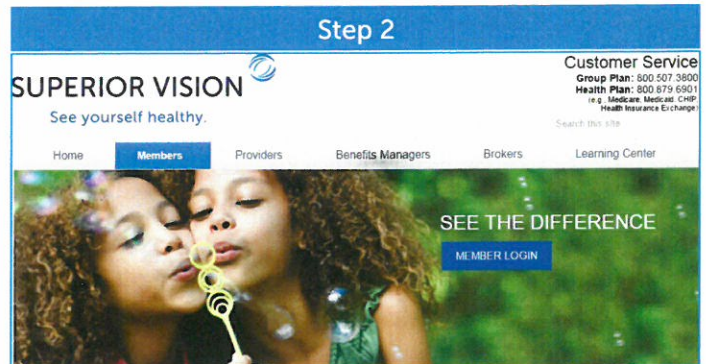 Step 2
SUPERIOR VISION
See yourself healthy.
Customer Service
Group Plan: 800.507.3800
Health Plan: 800.879.6901
(e.g., Medicare, Medicaid, CHIP,
Health Insurance Exchange)
Search this site
Home Members Providers Benefits Managers Brokers Learning Center
SEE THE DIFFERENCE
MEMBER LOGIN